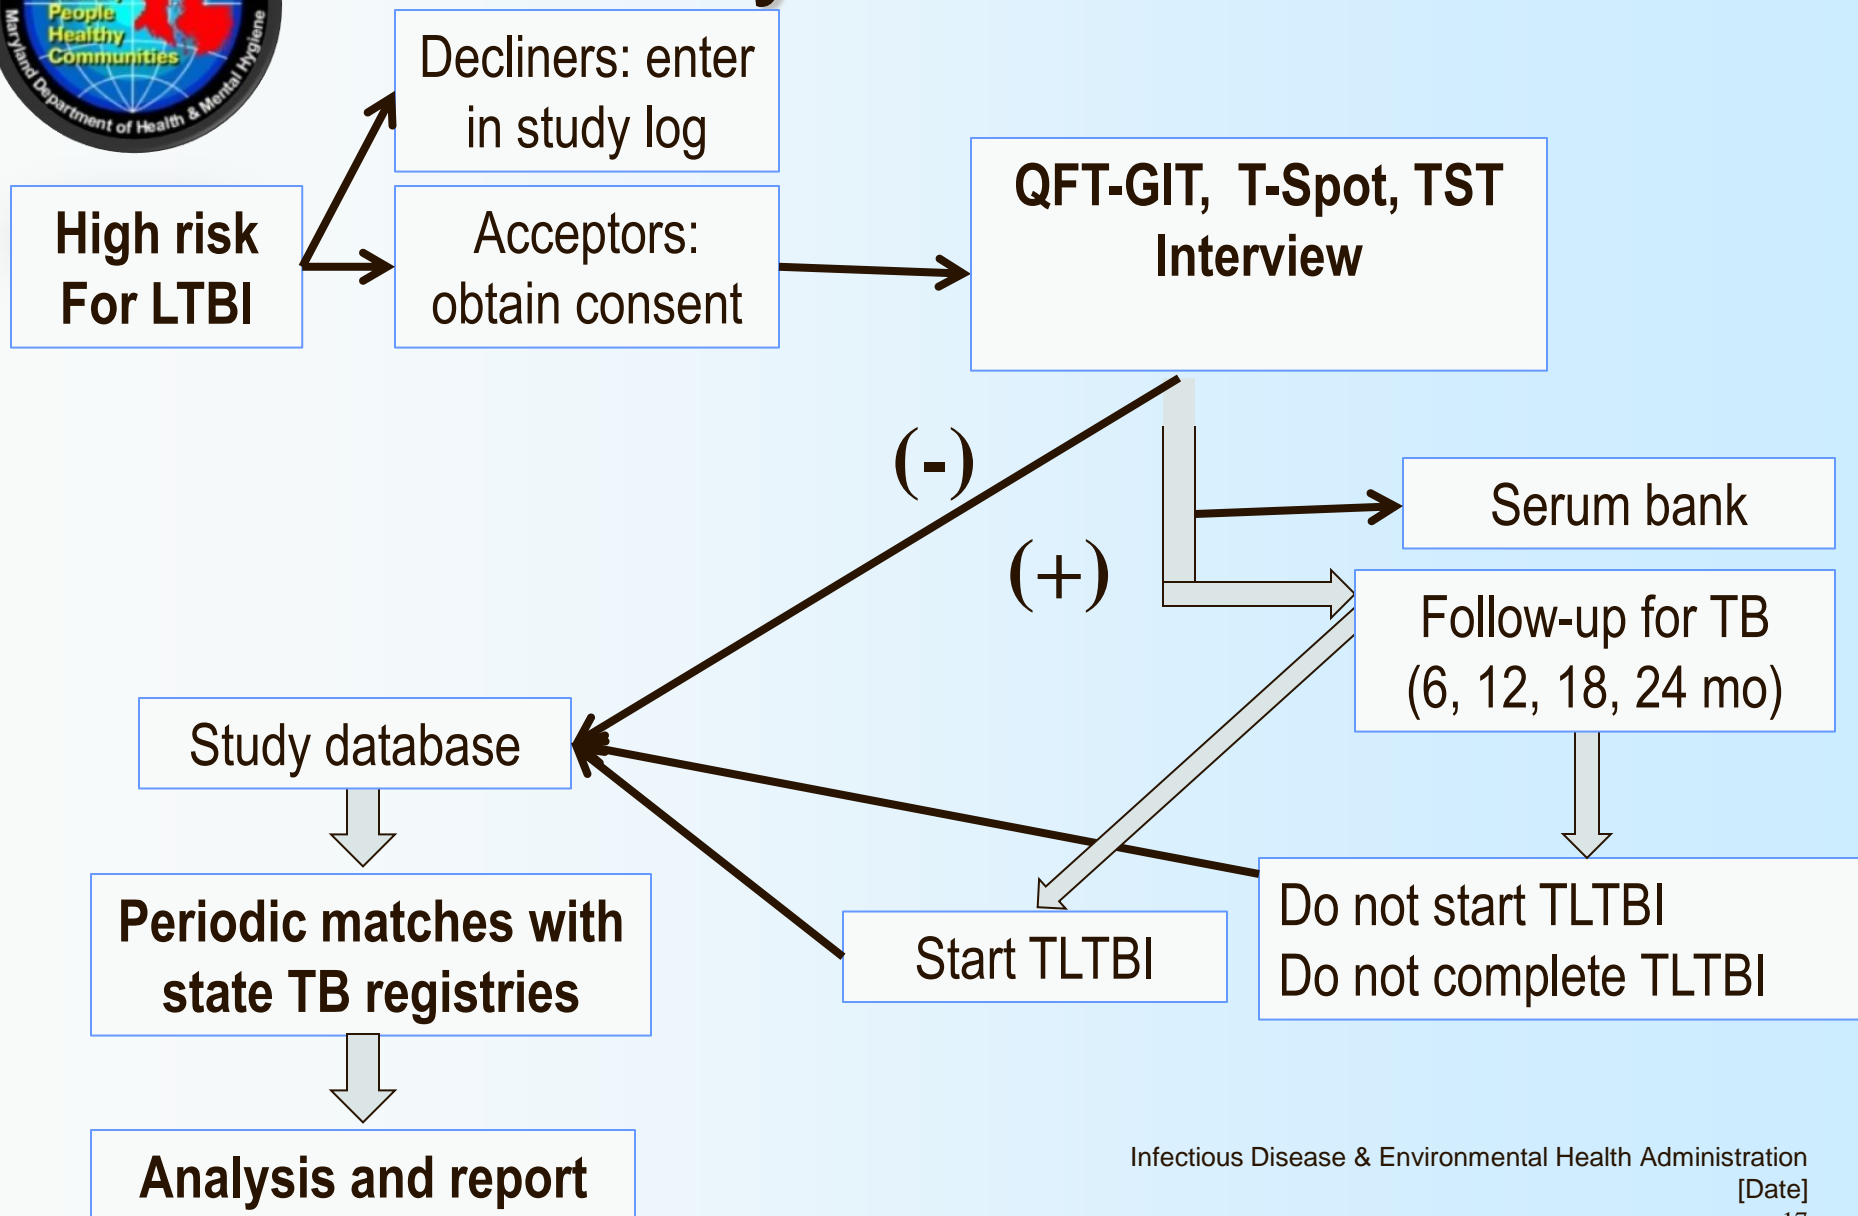 People
Healthy
Communities
Maryland Department of Health & Mental Hygiene
Decliners: enter
in study log
High risk
For LTBI
Acceptors:
obtain consent
QFT-GIT, T-Spot, TST
Interview
(-)
(+)
Serum bank
Follow-up for TB
(6, 12, 18, 24 mo)
Study database
Periodic matches with
state TB registries
Start TLTBI
Do not start TLTBI
Do not complete TLTBI
Analysis and report
Infectious Disease & Environmental Health Administration
[Date]